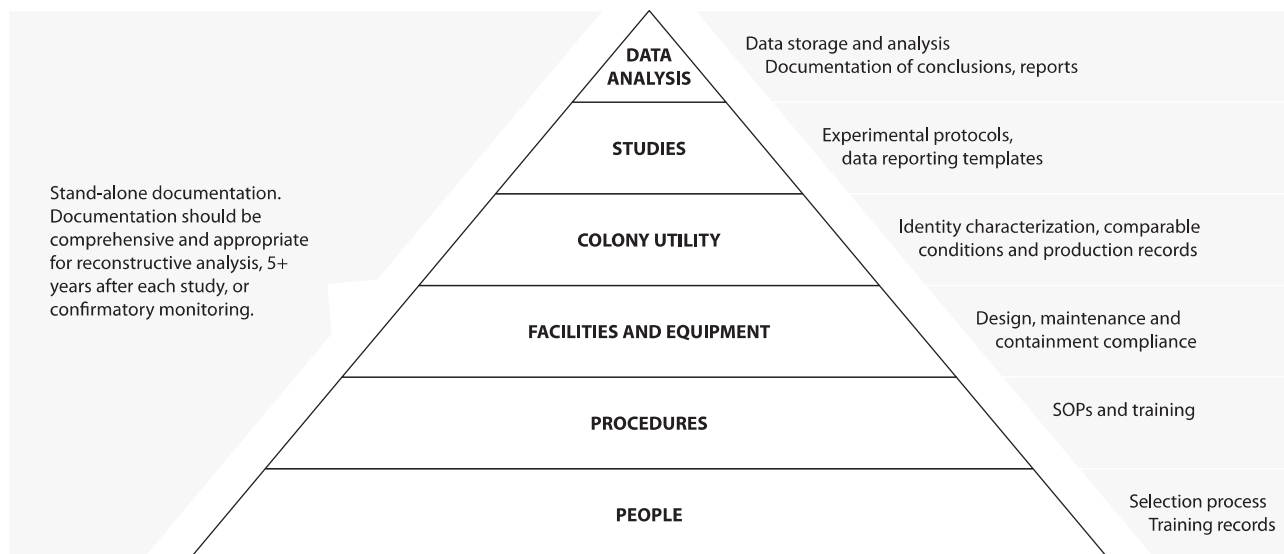 DATA
ANALYSIS
Data storage and analysis
Documentation of conclusions, reports
STUDIES
Experimental protocols,
data reporting templates
Stand-alone documentation.
Documentation should be
comprehensive and appropriate
for reconstructive analysis, 5+
years after each study, or
confirmatory monitoring.
COLONY UTILITY
Identity characterization, comparable
conditions and production records
FACILITIES AND EQUIPMENT
Design, maintenance and
containment compliance
PROCEDURES
SOPs and training
PEOPLE
Selection process
Training records